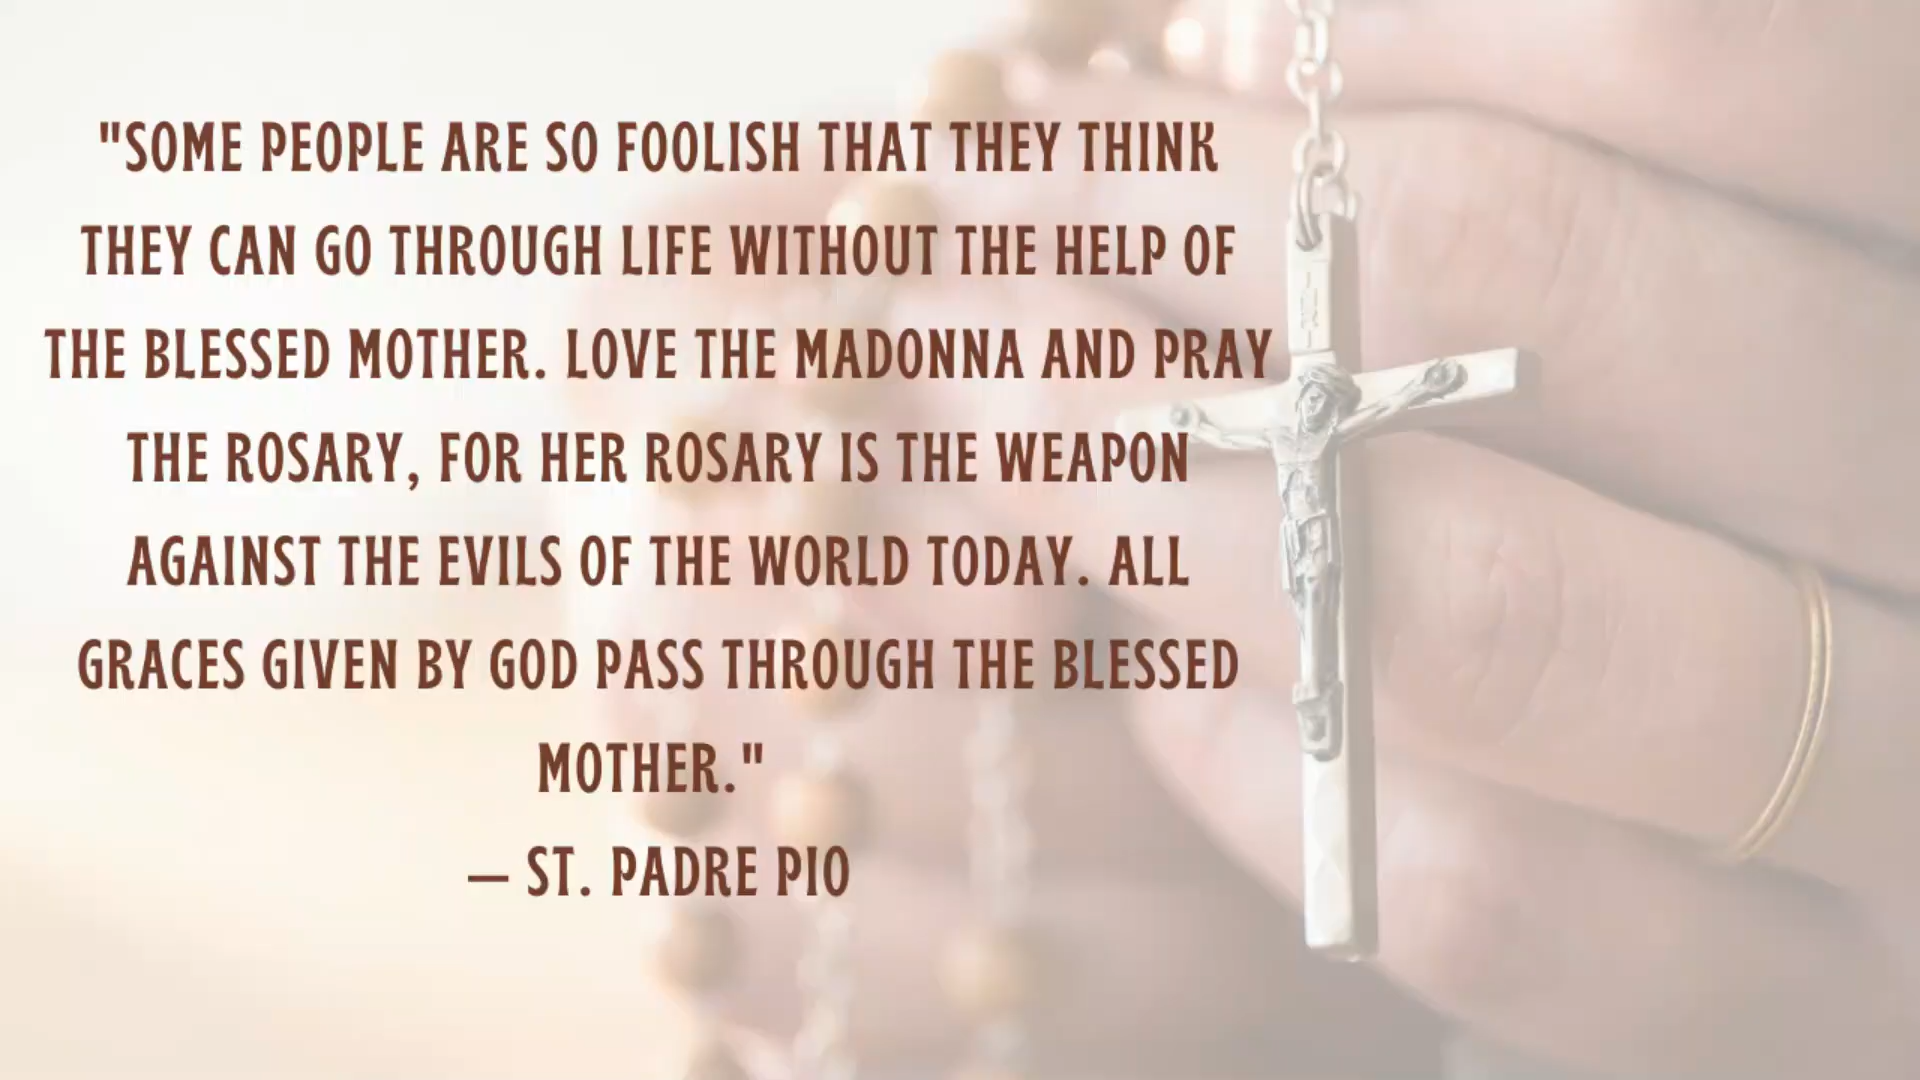 "SOME PEOPLE ARE SO FOOLISH THAT THEY THINK
THEY CAN GO THROUGH LIFE WITHOUT THE HELP OF
THE BLESSED MOTHER. LOVE THE MADONNA AND PRAY
THE ROSARY, FOR HER ROSARY IS THE WEAPON
AGAINST THE EVILS OF THE WORLD TODAY. ALL
GRACES GIVEN BY GOD PASS THROUGH THE BLESSED
MOTHER."
— ST. PADRE PIO